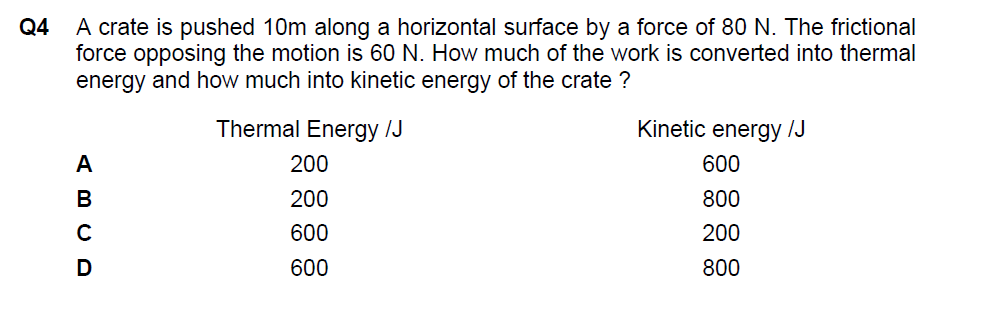 Q4 A crate is pushed 10m along a horizontal surface by a force of 80 N. The frictional
force opposing the motion is 60 N. How much of the work is converted into thermal
energy and how much into kinetic energy of the crate ?
Thermal Energy /J Kinetic energy /J
A 200 600
B 200 800
C 600 200
D 600 800